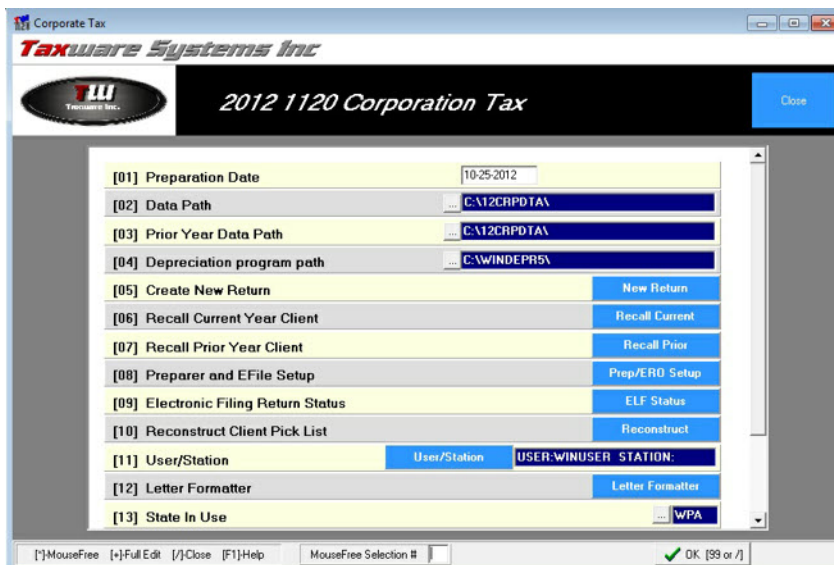 Corporate Tax
Taxware Systems Inc
TW
Taxware Inc.
2012 1120 Corporation Tax
Close
[01] Preparation Date 10-25-2012
[02] Data Path ... C:\12CRPDTA\
[03] Prior Year Data Path ... C:\12CRPDTA\
[04] Depreciation program path ... C:\WINDEPR5\
[05] Create New Return New Return
[06] Recall Current Year Client Recall Current
[07] Recall Prior Year Client Recall Prior
[08] Preparer and EFile Setup Prep/ERO Setup
[09] Electronic Filing Return Status ELF Status
[10] Reconstruct Client Pick List Reconstruct
[11] User/Station User/Station USER:WINUSER STATION:
[12] Letter Formatter Letter Formatter
[13] State In Use ... WPA
[*]-MouseFree [+]-Full Edit [/]-Close [F1]-Help MouseFree Selection # OK [99 or /]